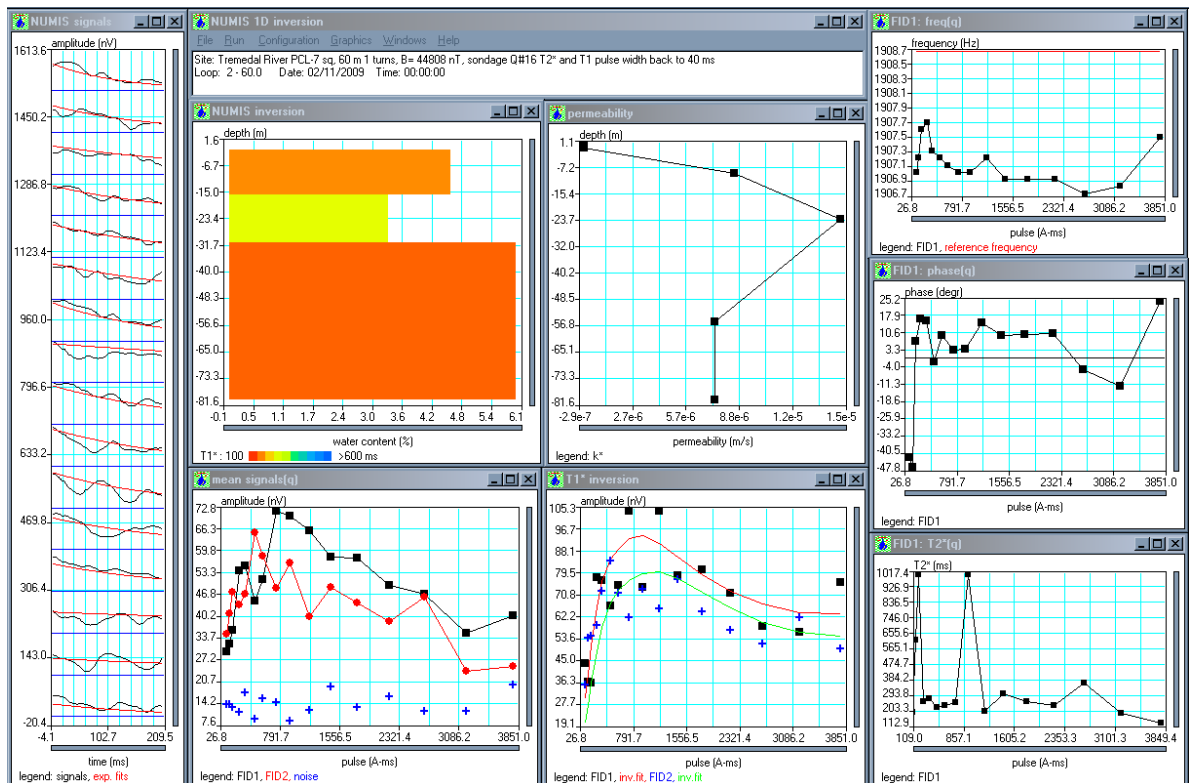 NUMIS signals
amplitude (nV)
1613.6
1450.2
1286.8
1123.4
960.0
796.6
633.2
469.8
306.4
143.0
-20.4
-4.1 102.7 209.5
time (ms)
legend: signals, exp. fits
NUMIS 1D inversion
File Run Configuration Graphics Windows Help
Site: Tremedal River PCL-7 sq, 60 m 1 turns, B= 44808 nT, sondage Q#16 T2* and T1 pulse width back to 40 ms
Loop: 2 - 60.0 Date: 02/11/2009 Time: 00:00:00
NUMIS inversion
depth (m)
1.6
-6.7
-15.0
-23.4
-31.7
-40.0
-48.3
-56.6
-65.0
-73.3
-81.6
-0.1 0.5 1.7 2.4 3.0 3.6 4.8 5.5 6.1
water content (%)
T1* : 100 >600 ms
permeability
depth (m)
1.1
-7.2
-15.4
-23.7
-32.0
-40.3
-48.5
-56.8
-65.1
-73.3
-81.6
-2.9e-7 2.7e-6 5.7e-6 8.8e-6 1.2e-5 1.5e-5
permeability (m/s)
legend: k*
mean signals(q)
amplitude (nV)
72.8
66.3
59.8
53.3
46.8
40.2
33.7
27.2
20.7
14.2
7.6
26.8 791.7 1556.5 2321.4 3086.2 3851.0
pulse (A-ms)
legend: FID1, FID2, noise
T1* inversion
amplitude (nV)
105.3
96.7
88.1
79.5
70.8
62.2
53.6
45.0
36.3
27.7
19.1
26.8 791.7 1556.5 2321.4 3086.2 3851.0
pulse (A-ms)
legend: FID1, inv.fit, FID2, inv.fit
FID1: freq(q)
frequency (Hz)
1908.7
1908.5
1908.3
1908.1
1907.9
1907.7
1907.5
1907.3
1907.1
1906.9
1906.7
26.8 791.7 1556.5 2321.4 3086.2 3851.0
pulse (A-ms)
legend: FID1, reference frequency
FID1: phase(q)
phase (degr)
25.2
17.9
10.6
3.3
-4.0
-11.3
-18.6
-25.9
-33.2
-40.5
-47.8
26.8 791.7 1556.5 2321.4 3086.2 3851.0
pulse (A-ms)
legend: FID1
FID1: T2*(q)
T2* (ms)
1017.4
926.9
836.5
746.0
655.6
565.1
474.7
384.2
293.8
203.3
112.9
109.0 1605.2 2353.3 3849.4
pulse (A-ms)
legend: FID1